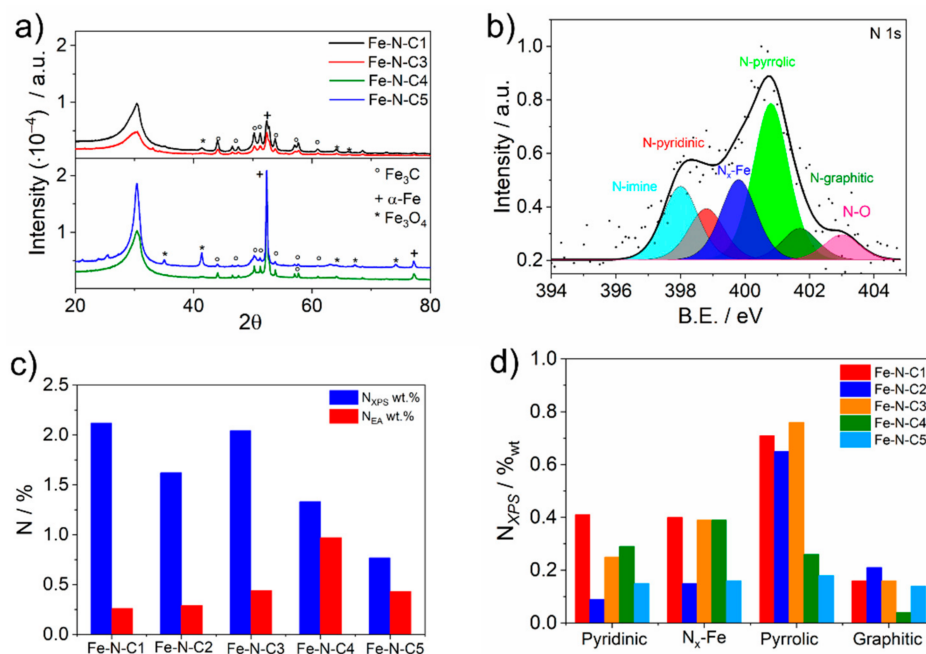 a)
Intensity (·10⁻⁴) / a.u.
2
1
2
1
Fe-N-C1
Fe-N-C3
Fe-N-C4
Fe-N-C5
° Fe₃C
+ α-Fe
* Fe₃O₄
20 40 60 80
2θ
b)
N 1s
Intensity / a.u.
1.0
0.8
0.6
0.4
0.2
N-pyrrolic
N-pyridinic
Nₓ-Fe
N-graphitic
N-imine
N-O
394 396 398 400 402 404
B.E. / eV
c)
N / %
2.5
2.0
1.5
1.0
0.5
0.0
N_XPS wt.%
N_EA wt.%
Fe-N-C1 Fe-N-C2 Fe-N-C3 Fe-N-C4 Fe-N-C5
d)
N_XPS / %wt
1.0
0.8
0.6
0.4
0.2
0.0
Fe-N-C1
Fe-N-C2
Fe-N-C3
Fe-N-C4
Fe-N-C5
Pyridinic Nₓ-Fe Pyrrolic Graphitic